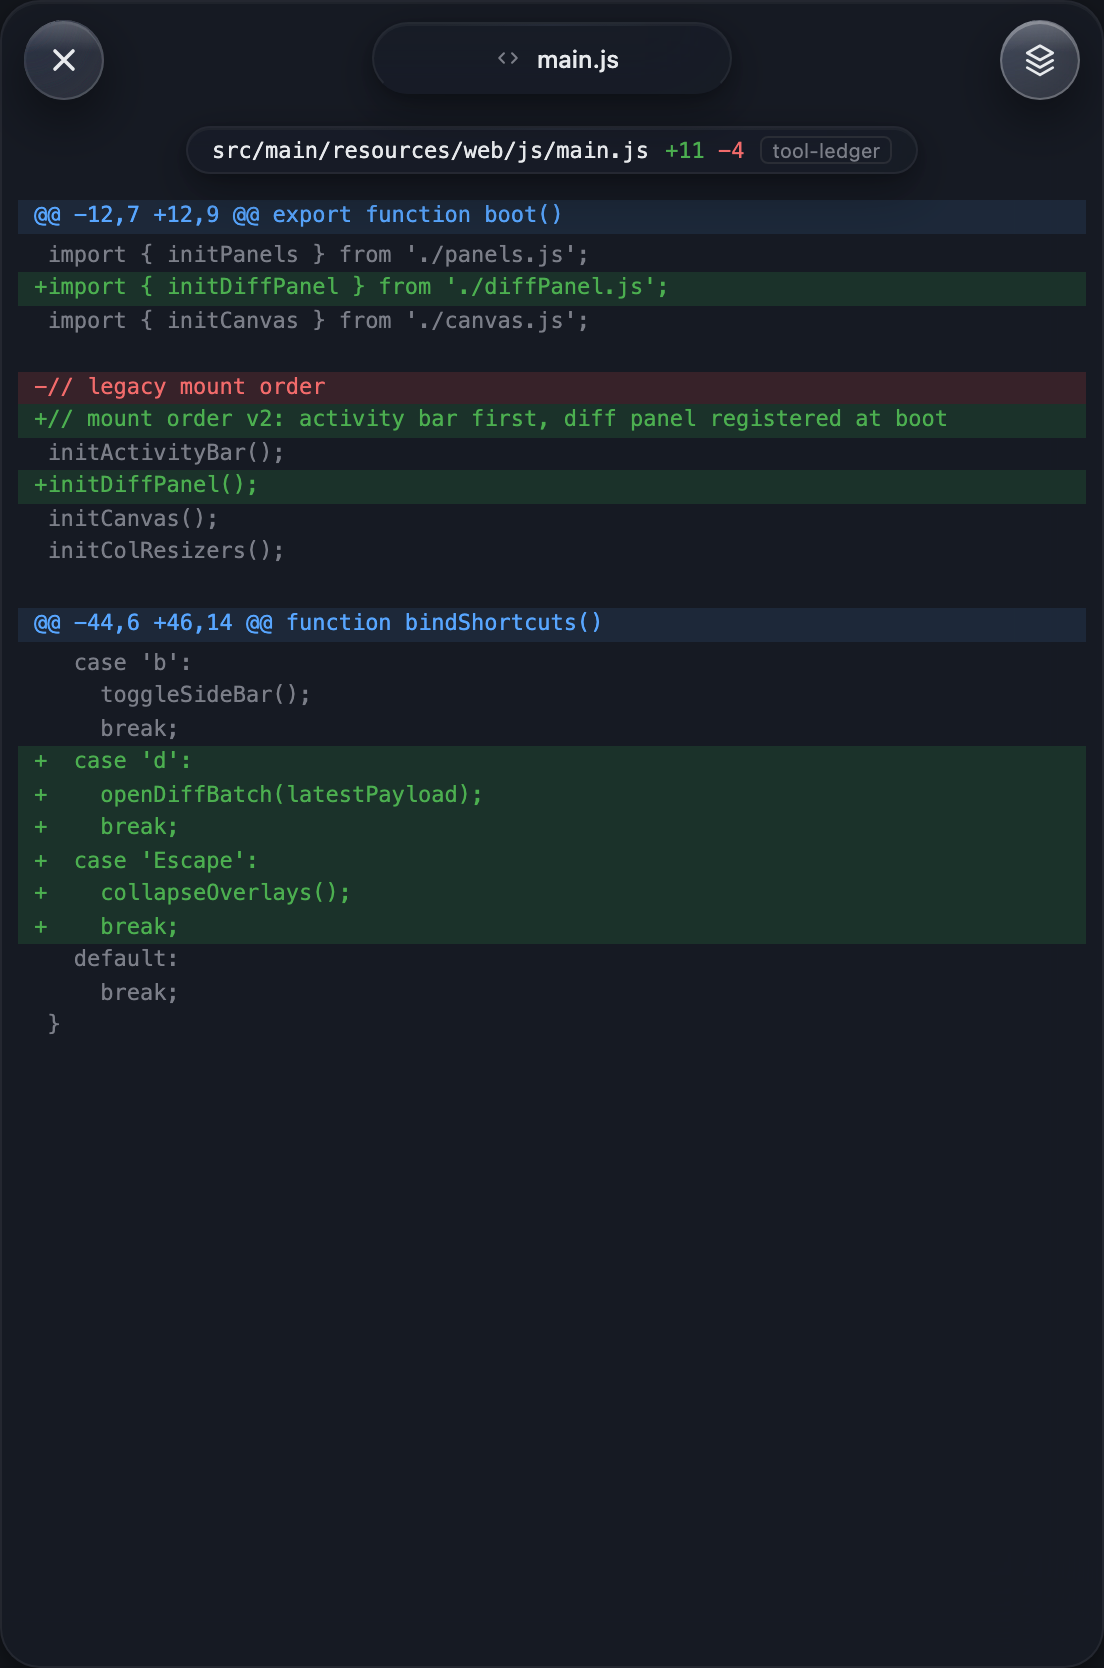 <> main.js
src/main/resources/web/js/main.js +11 −4 tool-ledger
@@ −12,7 +12,9 @@ export function boot()
 import { initPanels } from './panels.js';
+import { initDiffPanel } from './diffPanel.js';
 import { initCanvas } from './canvas.js';

−// legacy mount order
+// mount order v2: activity bar first, diff panel registered at boot
 initActivityBar();
+initDiffPanel();
 initCanvas();
 initColResizers();

@@ −44,6 +46,14 @@ function bindShortcuts()
   case 'b':
     toggleSideBar();
     break;
+  case 'd':
+    openDiffBatch(latestPayload);
+    break;
+  case 'Escape':
+    collapseOverlays();
+    break;
   default:
     break;
 }